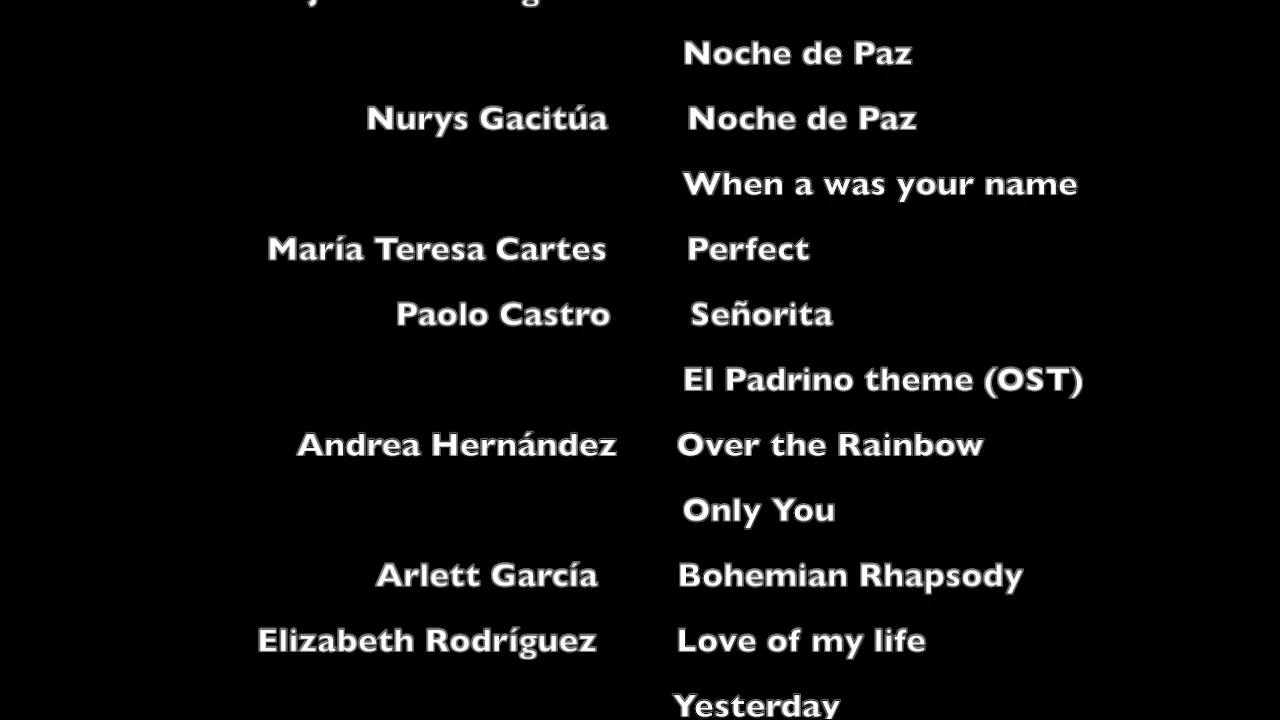 Noche de Paz
Nurys Gacitúa Noche de Paz
When a was your name
María Teresa Cartes Perfect
Paolo Castro Señorita
El Padrino theme (OST)
Andrea Hernández Over the Rainbow
Only You
Arlett García Bohemian Rhapsody
Elizabeth Rodríguez Love of my life
Yesterday